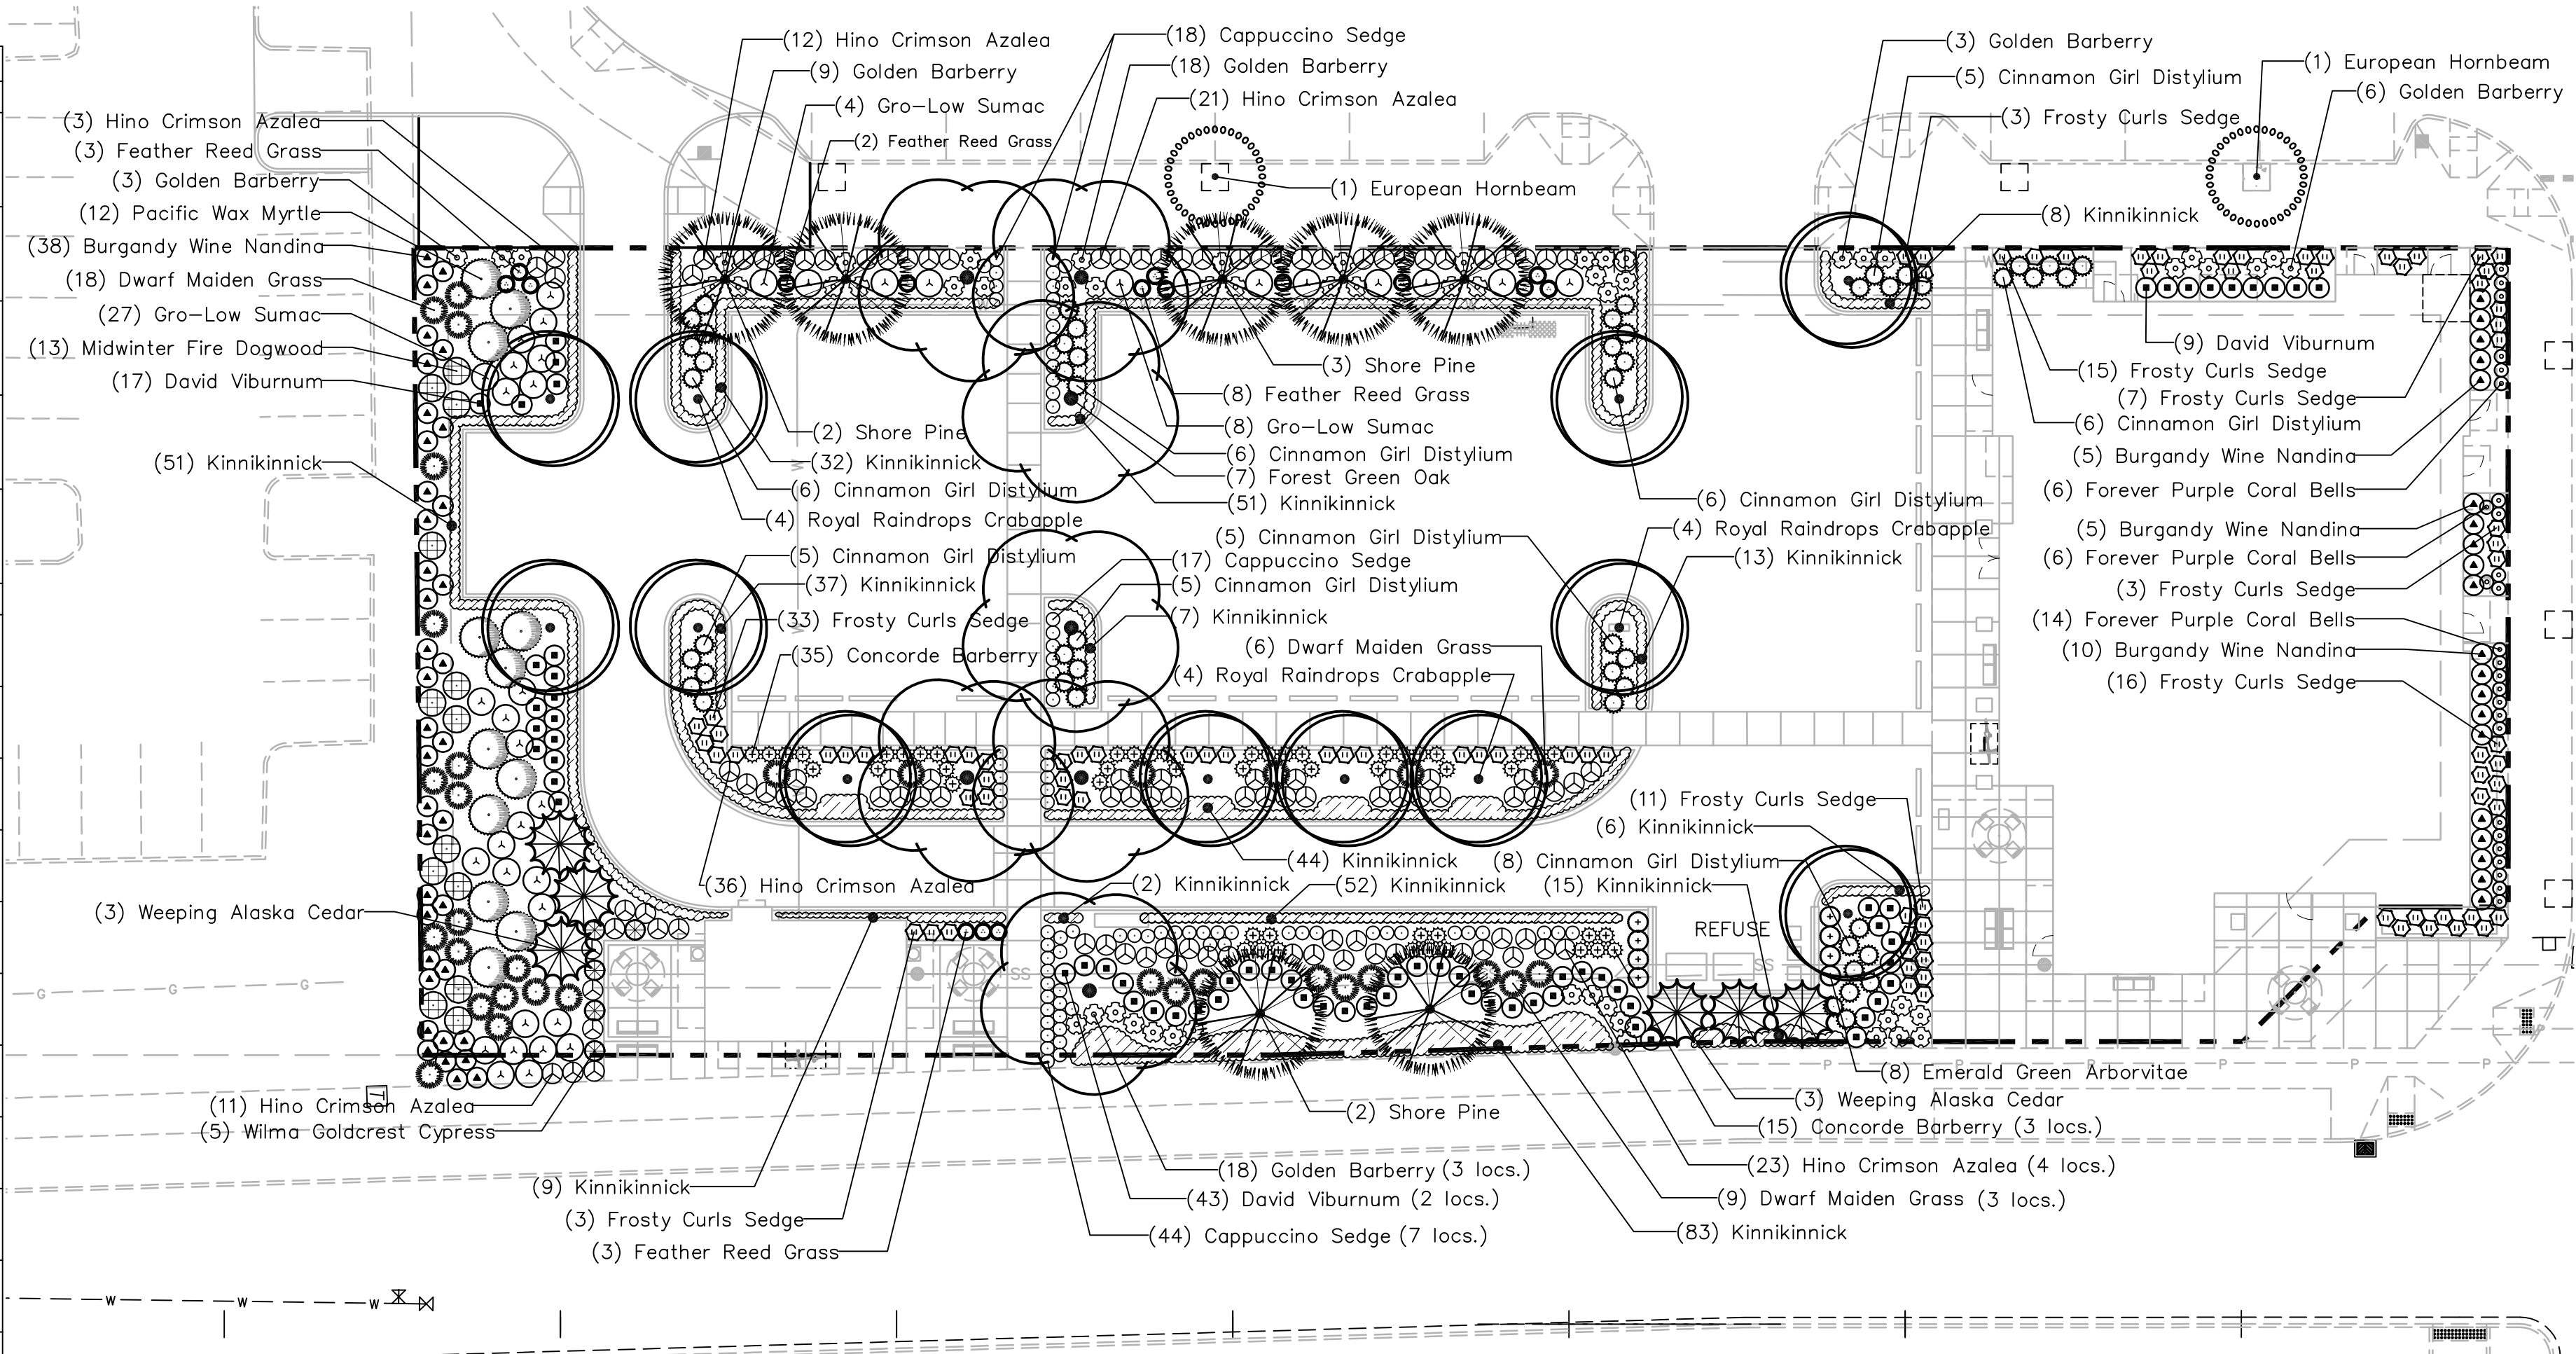 (12) Hino Crimson Azalea
(9) Golden Barberry
(4) Gro-Low Sumac
(2) Feather Reed Grass
(18) Cappuccino Sedge
(18) Golden Barberry
(21) Hino Crimson Azalea
(1) European Hornbeam
(3) Golden Barberry
(5) Cinnamon Girl Distylium
(3) Frosty Curls Sedge
(8) Kinnikinnick
(1) European Hornbeam
(6) Golden Barberry
(3) Hino Crimson Azalea
(3) Feather Reed Grass
(3) Golden Barberry
(12) Pacific Wax Myrtle
(38) Burgandy Wine Nandina
(18) Dwarf Maiden Grass
(27) Gro-Low Sumac
(13) Midwinter Fire Dogwood
(17) David Viburnum
(51) Kinnikinnick
(2) Shore Pine
(32) Kinnikinnick
(6) Cinnamon Girl Distylium
(4) Royal Raindrops Crabapple
(5) Cinnamon Girl Distylium
(37) Kinnikinnick
(33) Frosty Curls Sedge
(35) Concorde Barberry
(3) Shore Pine
(8) Feather Reed Grass
(8) Gro-Low Sumac
(6) Cinnamon Girl Distylium
(7) Forest Green Oak
(51) Kinnikinnick
(5) Cinnamon Girl Distylium
(17) Cappuccino Sedge
(5) Cinnamon Girl Distylium
(7) Kinnikinnick
(6) Dwarf Maiden Grass
(4) Royal Raindrops Crabapple
(6) Cinnamon Girl Distylium
(4) Royal Raindrops Crabapple
(13) Kinnikinnick
(9) David Viburnum
(15) Frosty Curls Sedge
(7) Frosty Curls Sedge
(6) Cinnamon Girl Distylium
(5) Burgandy Wine Nandina
(6) Forever Purple Coral Bells
(5) Burgandy Wine Nandina
(6) Forever Purple Coral Bells
(3) Frosty Curls Sedge
(14) Forever Purple Coral Bells
(10) Burgandy Wine Nandina
(16) Frosty Curls Sedge
(11) Frosty Curls Sedge
(6) Kinnikinnick
(44) Kinnikinnick
(8) Cinnamon Girl Distylium
(36) Hino Crimson Azalea
(2) Kinnikinnick
(52) Kinnikinnick
(15) Kinnikinnick
(3) Weeping Alaska Cedar
REFUSE
SS
SS
G
G
G
P
P
P
P
P
P
(8) Emerald Green Arborvitae
(3) Weeping Alaska Cedar
(15) Concorde Barberry (3 locs.)
(23) Hino Crimson Azalea (4 locs.)
(9) Dwarf Maiden Grass (3 locs.)
(83) Kinnikinnick
(11) Hino Crimson Azalea
(5) Wilma Goldcrest Cypress
T
(2) Shore Pine
(18) Golden Barberry (3 locs.)
(43) David Viburnum (2 locs.)
(44) Cappuccino Sedge (7 locs.)
(9) Kinnikinnick
(3) Frosty Curls Sedge
(3) Feather Reed Grass
W
W
W